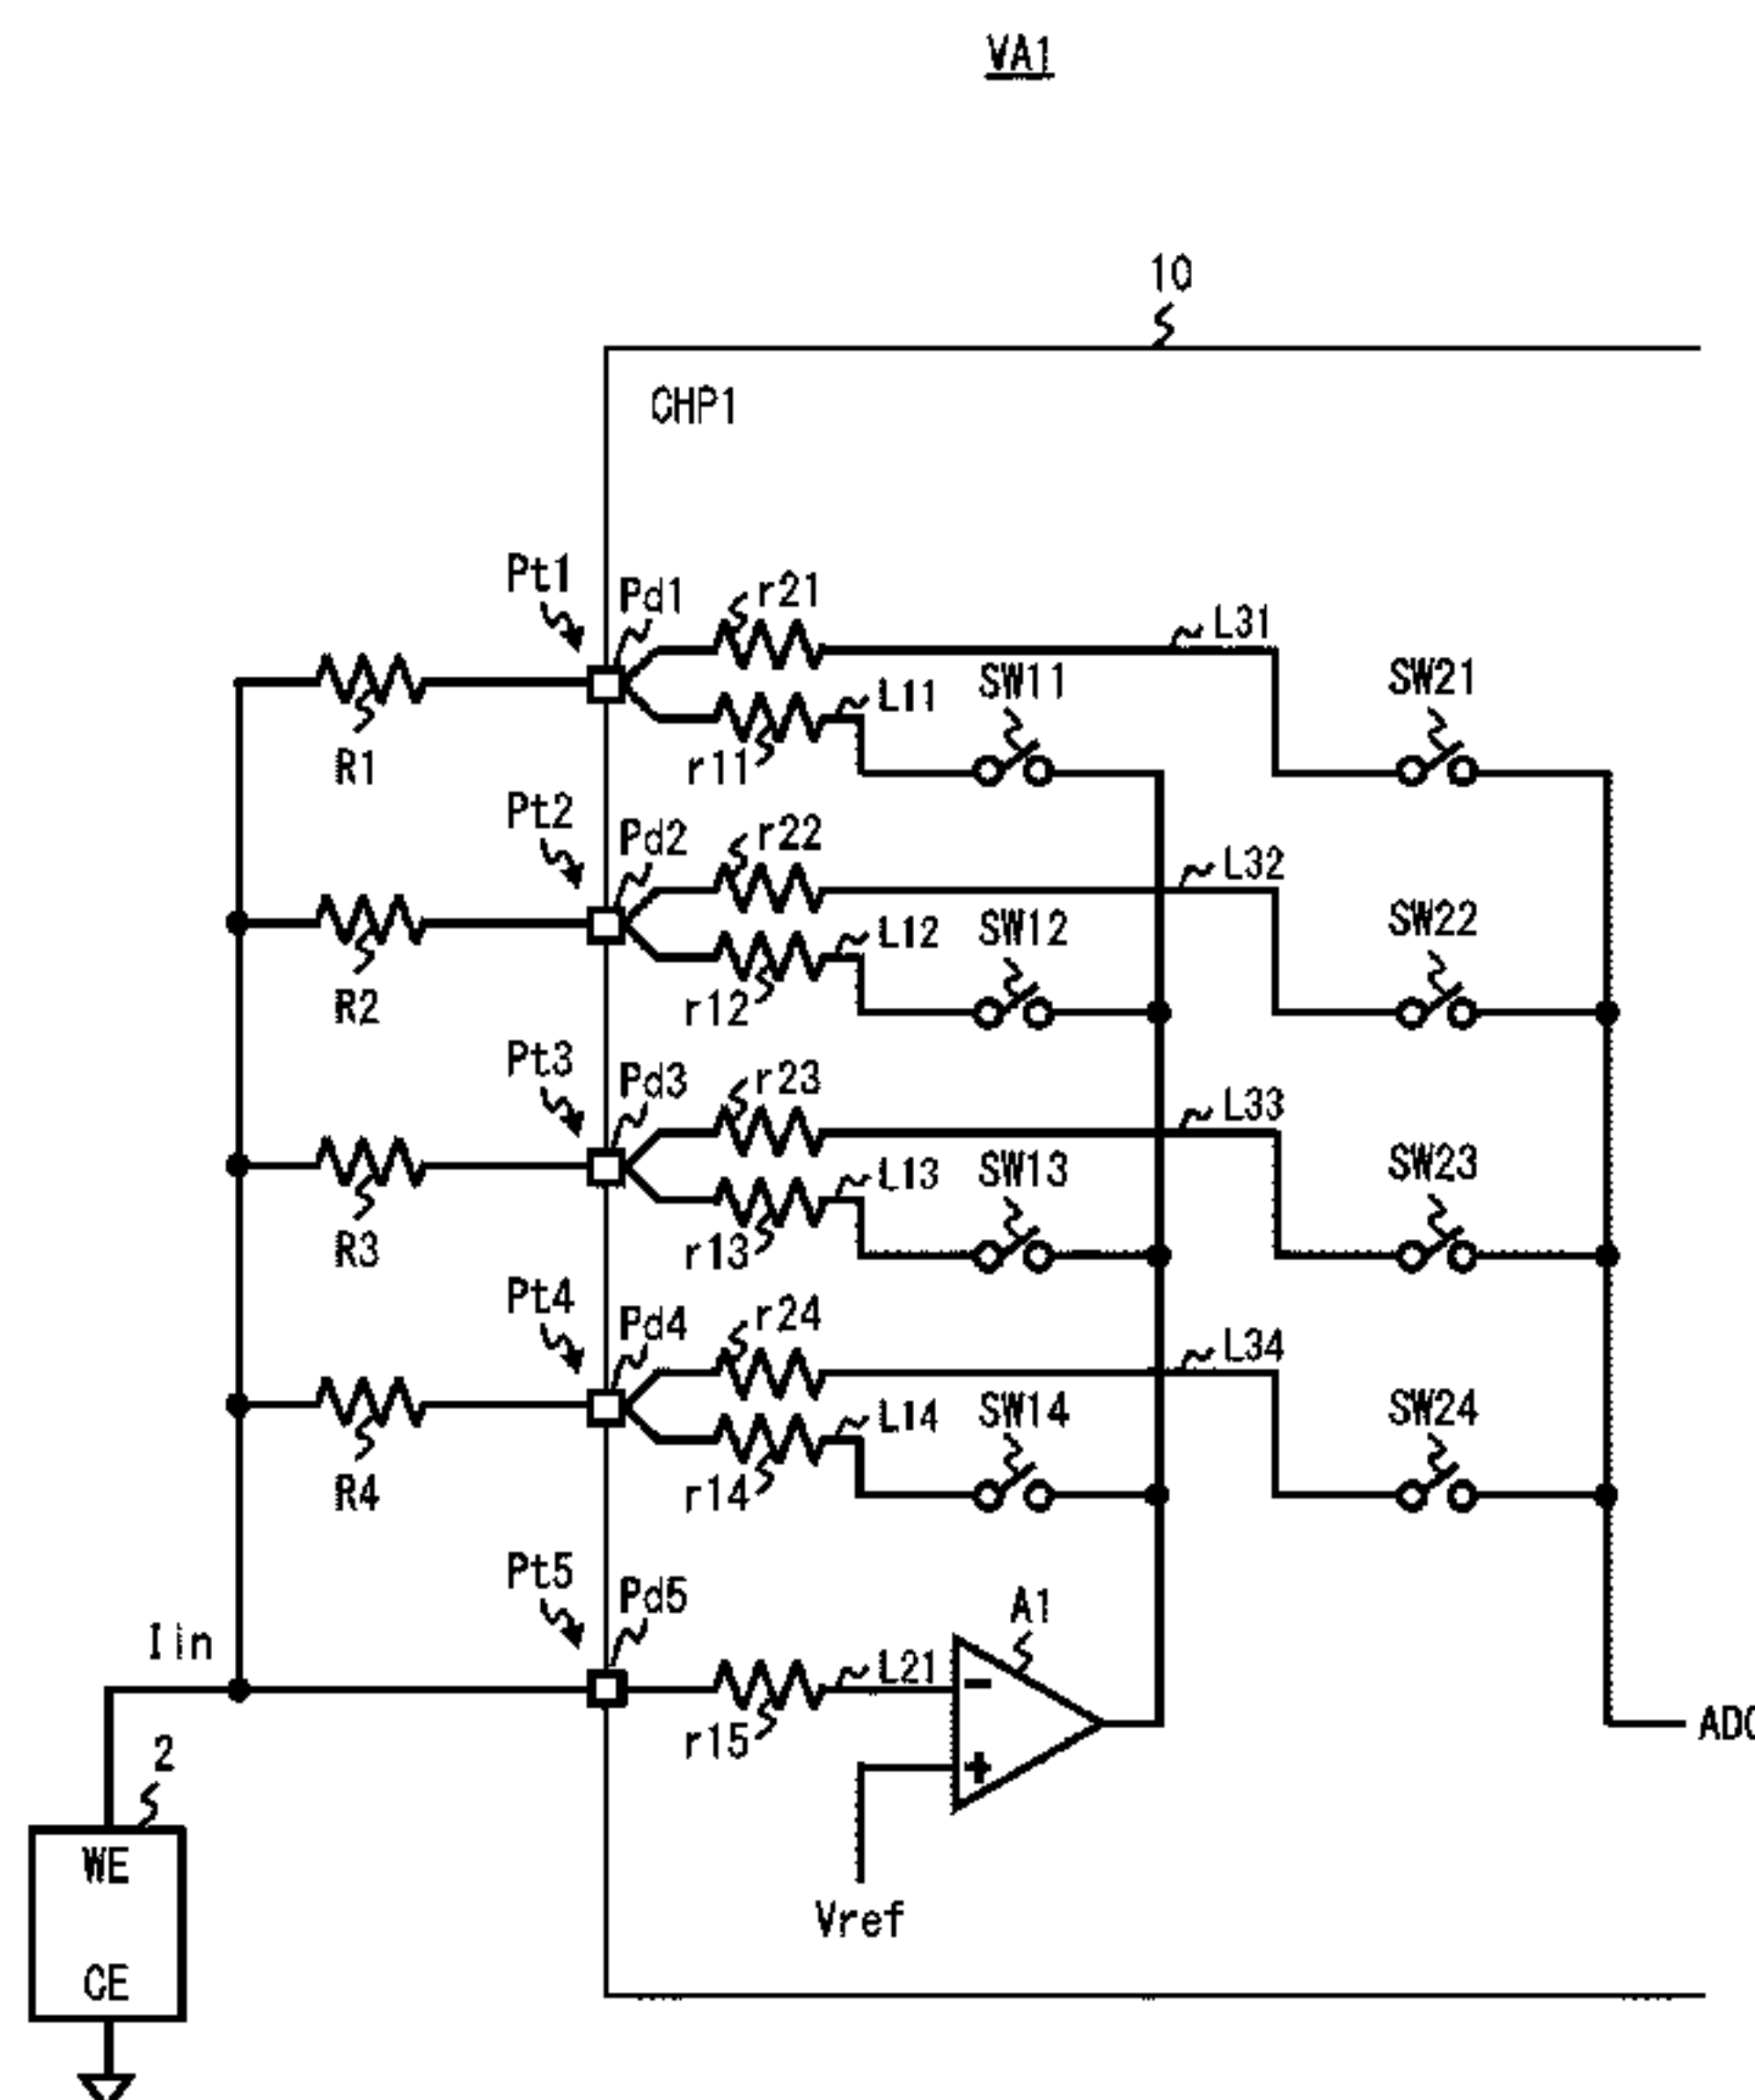 VA1
10
CHP1
Pt1
Pd1
r21
L31
SW11
SW21
L11
R1
r11
Pt2
Pd2
r22
L32
SW12
SW22
L12
R2
r12
Pt3
Pd3
r23
L33
SW13
SW23
L13
R3
r13
Pt4
Pd4
r24
L34
SW14
SW24
L14
R4
r14
Pt5
Pd5
A1
Iin
L21
-
r15
ADC
2
+
WE
Vref
CE